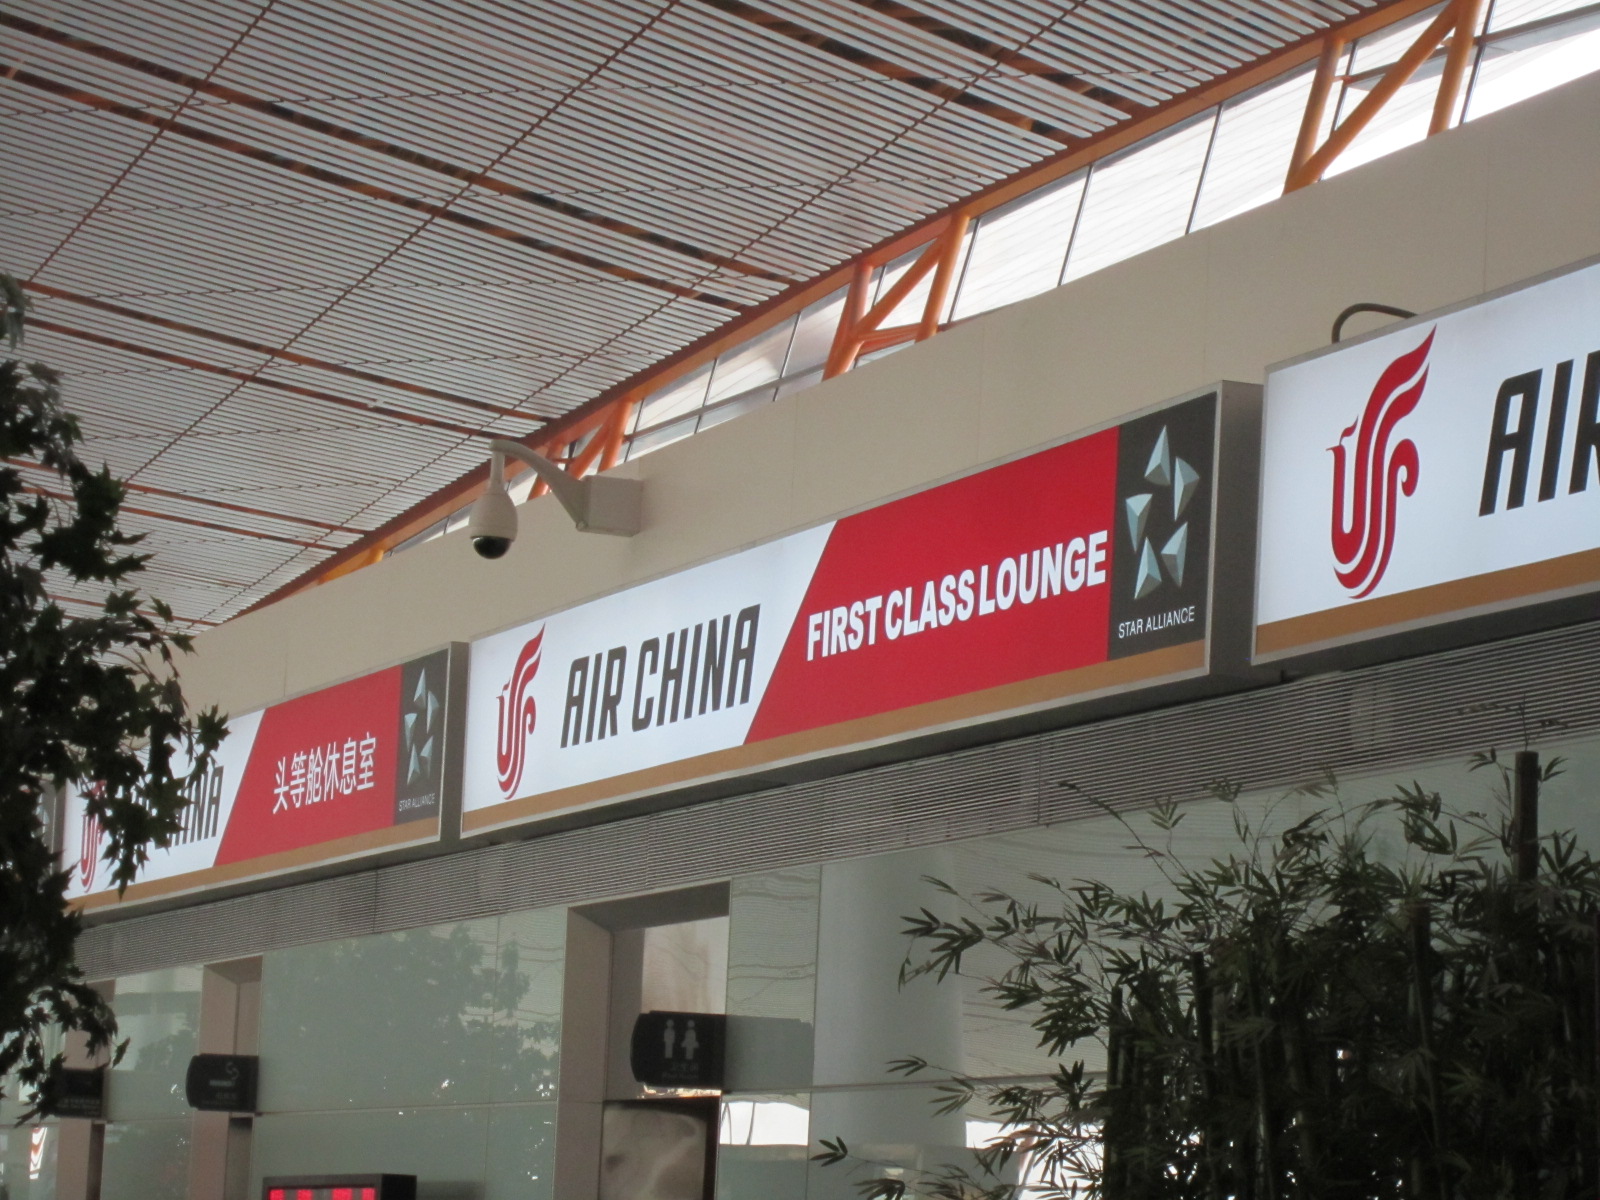 头等舱休息室
STAR ALLIANCE
AIR CHINA
FIRST CLASS LOUNGE
STAR ALLIANCE
AIR